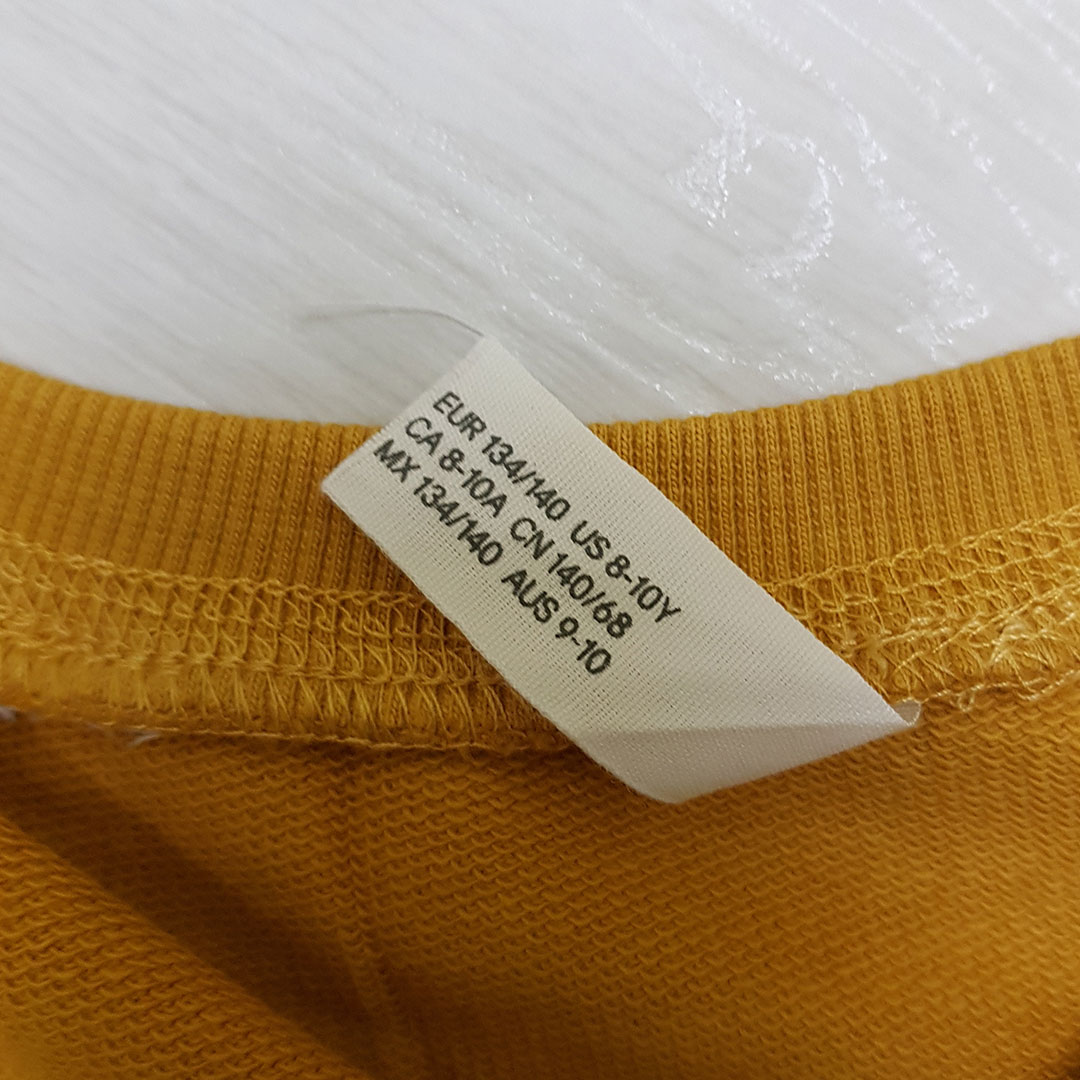 EUR 134/140 US 8-10Y
CA 8-10A CN 140/68
MX 134/140 AUS 9-10